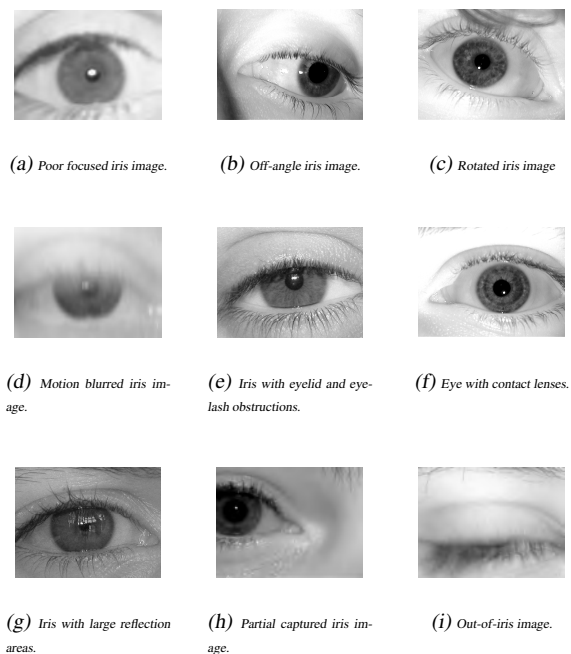 (a) Poor focused iris image.
(b) Off-angle iris image.
(c) Rotated iris image
(d) Motion blurred iris im-
age.
(e) Iris with eyelid and eye-
lash obstructions.
(f) Eye with contact lenses.
(g) Iris with large reflection
areas.
(h) Partial captured iris im-
age.
(i) Out-of-iris image.